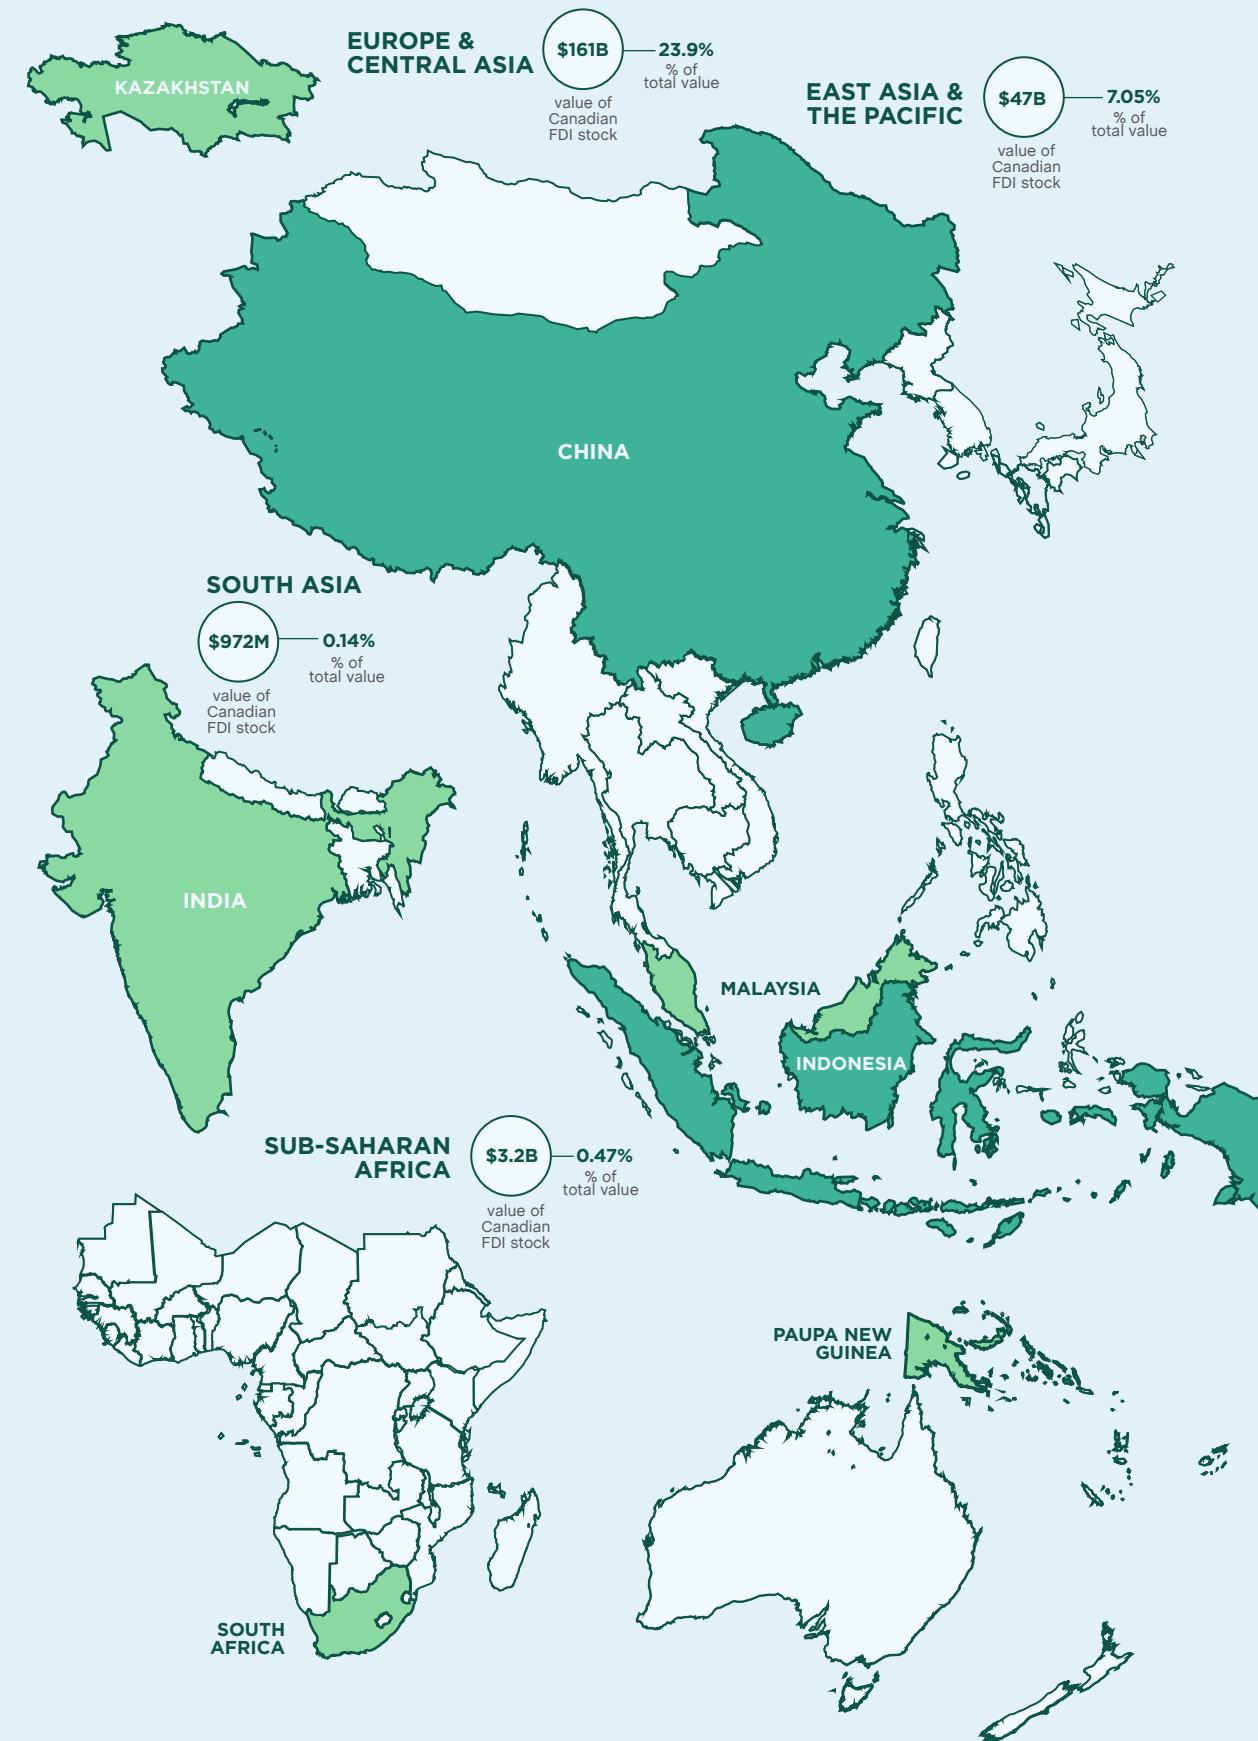 KAZAKHSTAN
EUROPE &
CENTRAL ASIA
$161B
23.9%
% of
total value
value of
Canadian
FDI stock
EAST ASIA &
THE PACIFIC
$47B
7.05%
% of
total value
value of
Canadian
FDI stock
CHINA
SOUTH ASIA
$972M
0.14%
% of
total value
value of
Canadian
FDI stock
INDIA
MALAYSIA
INDONESIA
SUB-SAHARAN
AFRICA
$3.2B
0.47%
% of
total value
value of
Canadian
FDI stock
PAUPA NEW
GUINEA
SOUTH
AFRICA